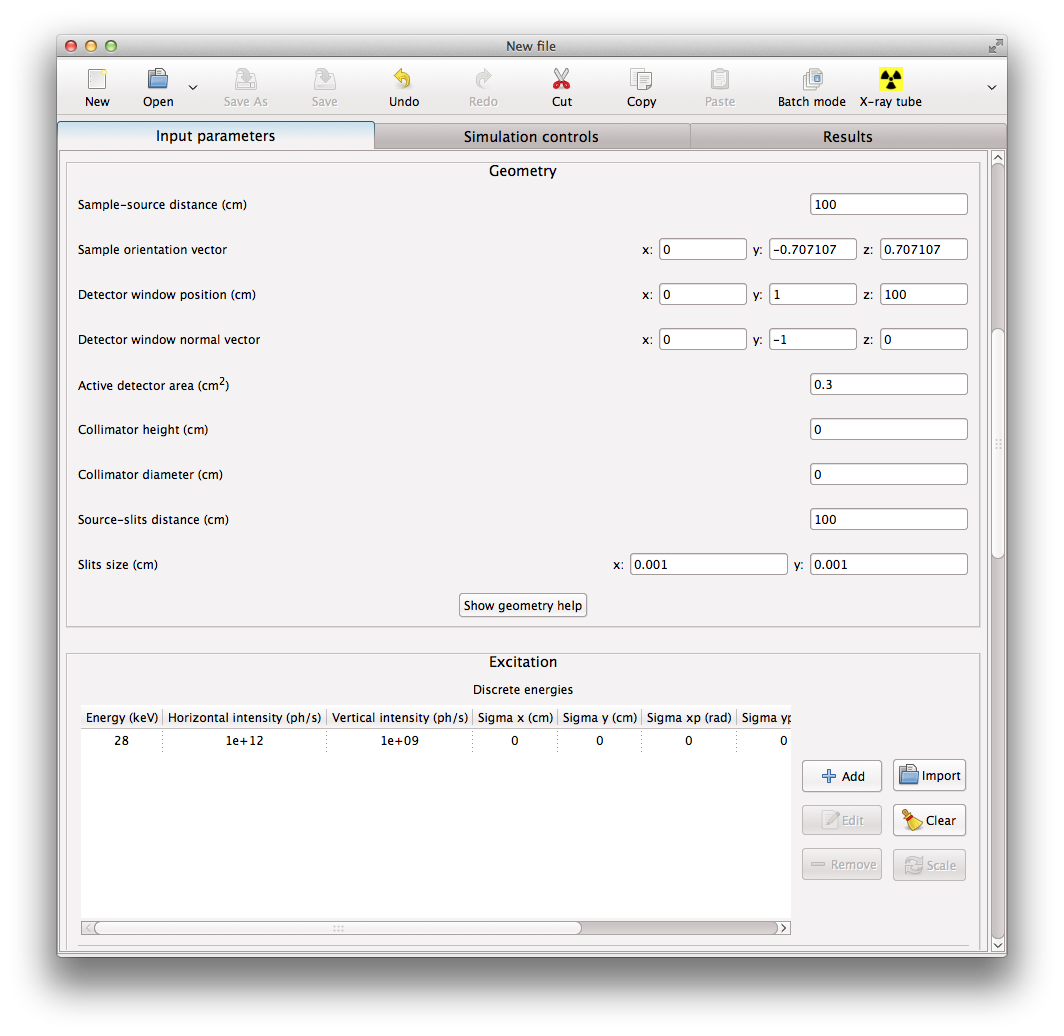 New file
New Open Save As Save Undo Redo Cut Copy Paste Batch mode X-ray tube
Input parameters Simulation controls Results
Geometry
Sample-source distance (cm) 100
Sample orientation vector x: 0 y: -0.707107 z: 0.707107
Detector window position (cm) x: 0 y: 1 z: 100
Detector window normal vector x: 0 y: -1 z: 0
Active detector area (cm²) 0.3
Collimator height (cm) 0
Collimator diameter (cm) 0
Source-slits distance (cm) 100
Slits size (cm) x: 0.001 y: 0.001
Show geometry help
Excitation
Discrete energies
Energy (keV) Horizontal intensity (ph/s) Vertical intensity (ph/s) Sigma x (cm) Sigma y (cm) Sigma xp (rad) Sigma yp
28 1e+12 1e+09 0 0 0 0
Add Import
Edit Clear
Remove Scale